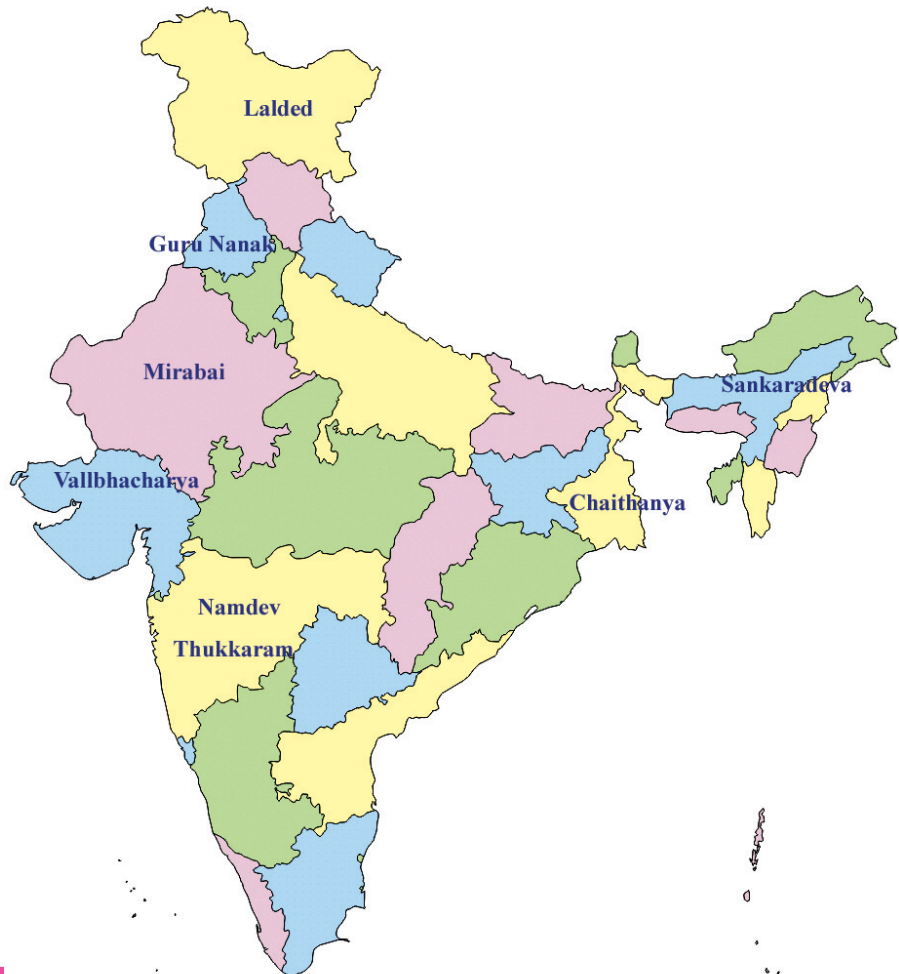 Lalded
Guru Nanak
Mirabai
Sankaradeva
Vallbhacharya
Chaithanya
Namdev
Thukkaram